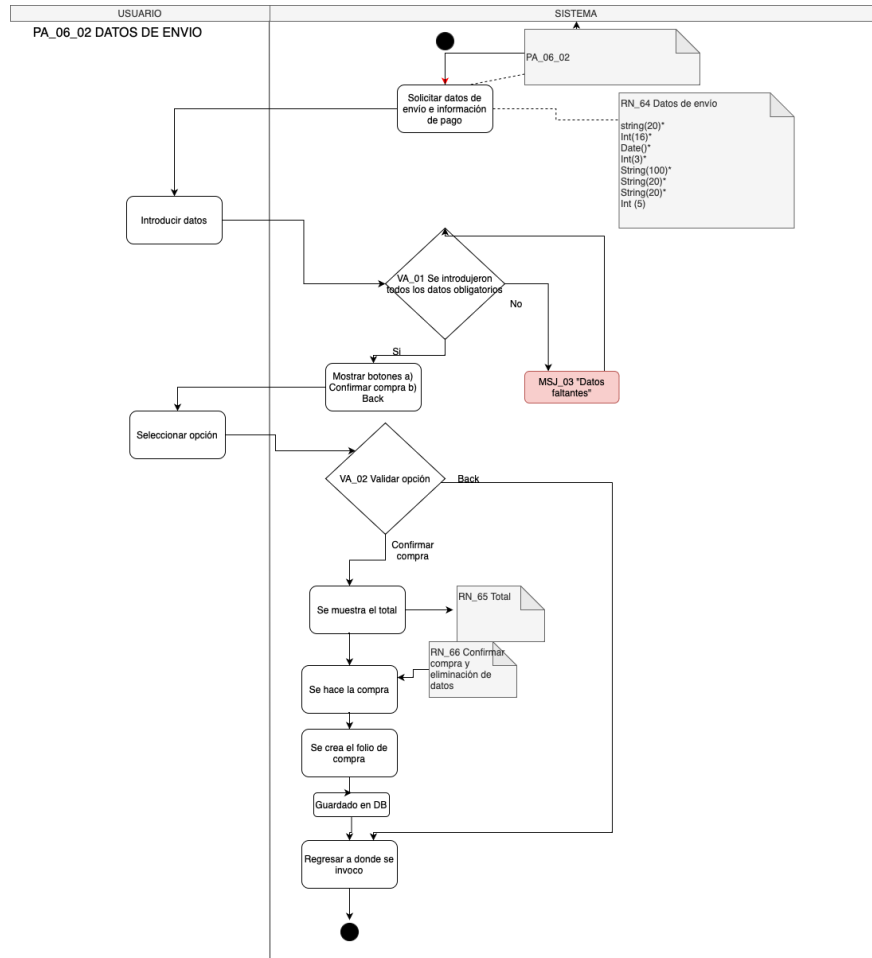 USUARIO
SISTEMA
PA_06_02 DATOS DE ENVIO
PA_06_02
Solicitar datos de
envío e información
de pago
RN_64 Datos de envío
string(20)*
Int(16)*
Date()*
Int(3)*
String(100)*
String(20)*
String(20)*
Int (5)
Introducir datos
VA_01 Se introdujeron
todos los datos obligatorios
No
Si
Mostrar botones a)
Confirmar compra b)
Back
MSJ_03 "Datos
faltantes"
Seleccionar opción
VA_02 Validar opción
Back
Confirmar
compra
Se muestra el total
RN_65 Total
RN_66 Confirmar
compra y
eliminación de
datos
Se hace la compra
Se crea el folio de
compra
Guardado en DB
Regresar a donde se
invoco